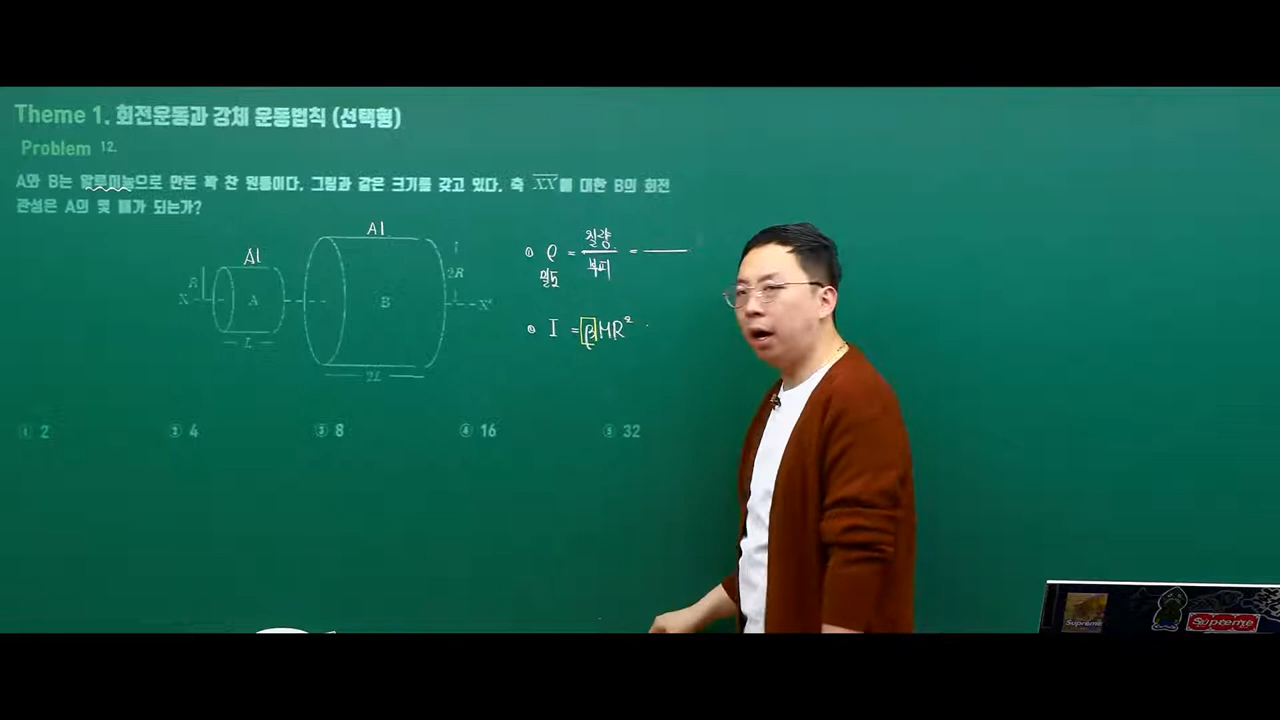 Theme 1. 회전운동과 강체 운동법칙 (선택형)
Problem 12.
A와 B는 알루미늄으로 만든 꽉 찬 원통이다. 그림과 같은 크기를 갖고 있다. 축 XX'에 대한 B의 회전
관성은 A의 몇 배가 되는가?
Al
Al
R
X
A
L
B
2R
X'
2L
① ρ = 질량 / 부피 =
밀도
② I = βMR²
① 2
② 4
③ 8
④ 16
⑤ 32
Supreme
Supreme